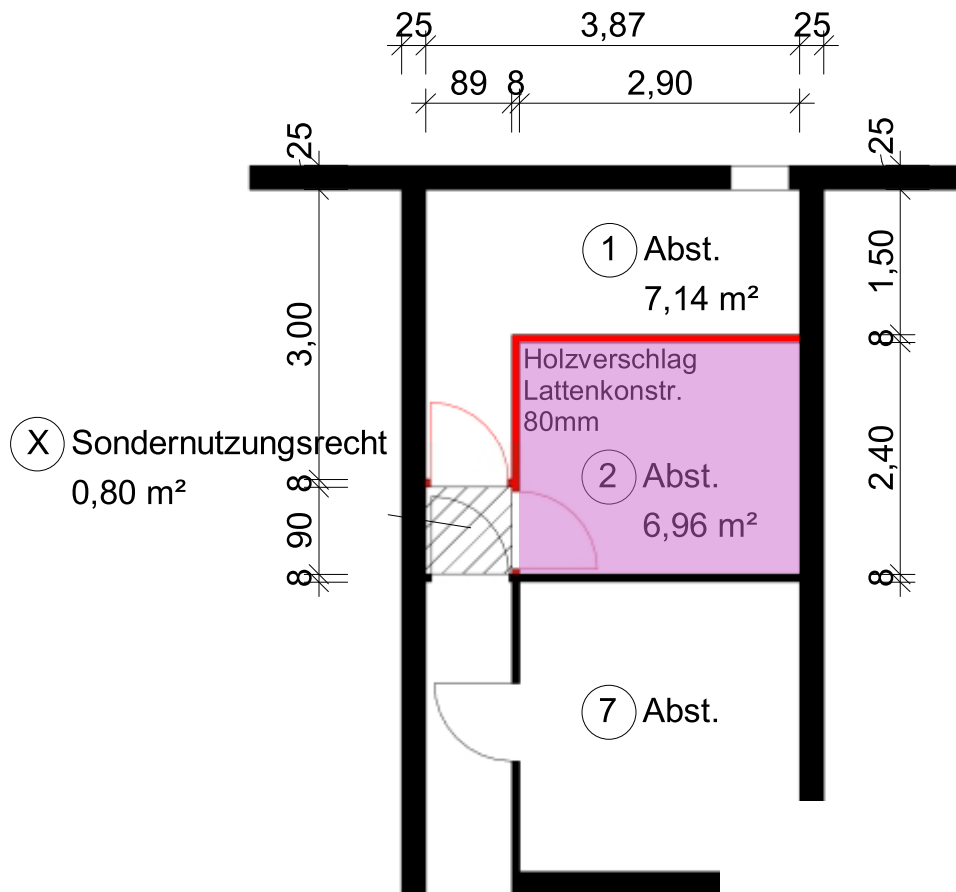 25 3,87 25
89 8 2,90
25
25
1 Abst.
7,14 m²
1,50
3,00
8
Holzverschlag
Lattenkonstr.
80mm
X Sondernutzungsrecht
0,80 m²
2 Abst.
6,96 m²
2,40
8
90
8
8
7 Abst.